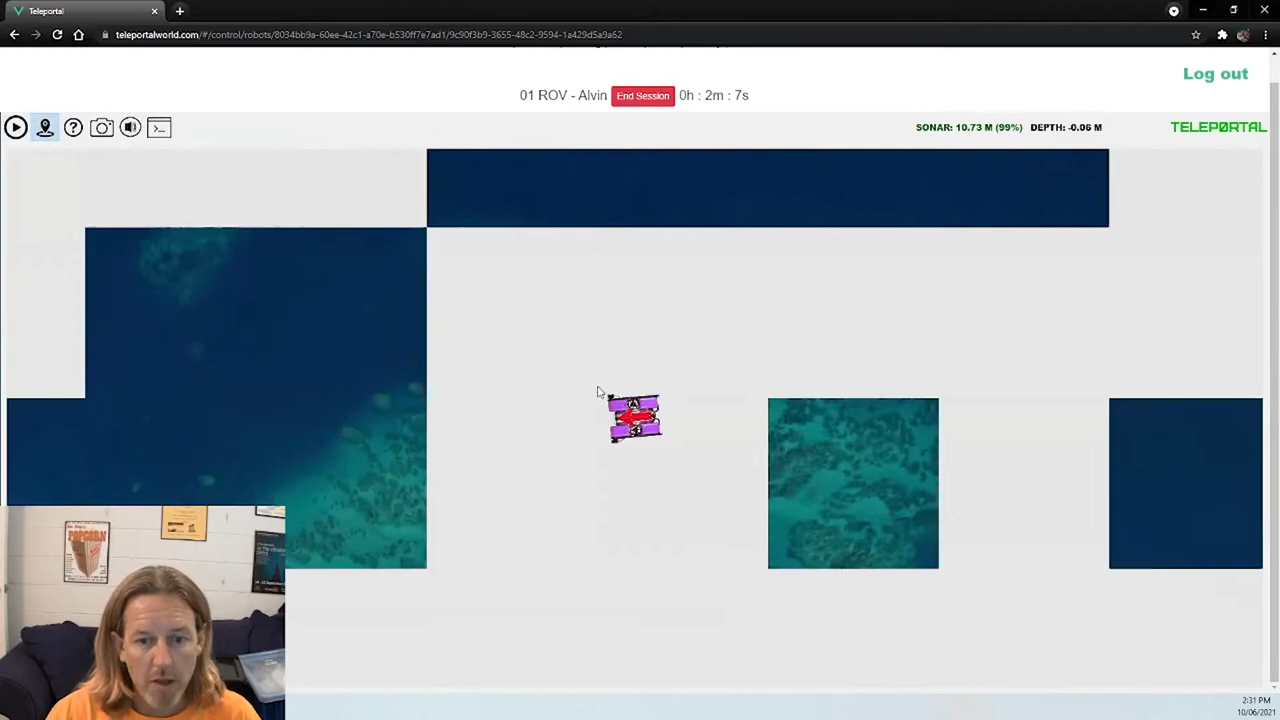 Teleportal
teleportalworld.com/#/control/robots/8034bb9a-60ee-42c1-a70e-b530ff7e7ad1/9c90f3b9-3655-48c2-9594-1a429d5a9a62
Log out
01 ROV - Alvin End Session 0h : 2m : 7s
SONAR: 10.73 M (99%) DEPTH: -0.06 M TELEPØRTAL
POPCORN
2:31 PM
10/06/2021